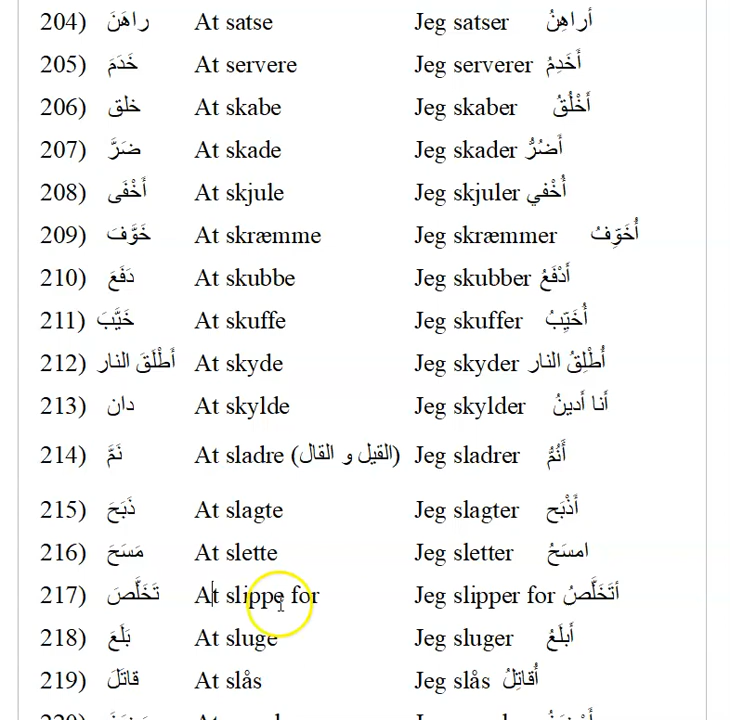 204) راهَنَ At satse Jeg satser أراهِنُ
205) خَدَمَ At servere Jeg serverer أَخَدِمُ
206) خلق At skabe Jeg skaber أَخْلُقُ
207) ضَرَّ At skade Jeg skader أَضُرُّ
208) أَخْفَى At skjule Jeg skjuler أُخْفي
209) خَوَّفَ At skræmme Jeg skræmmer أُخَوِّفُ
210) دَفَعَ At skubbe Jeg skubber أَدْفَعُ
211) خَيَّبَ At skuffe Jeg skuffer أُخَيِّبُ
212) أَطْلَقَ النار At skyde Jeg skyder أُطْلِقُ النار
213) دان At skylde Jeg skylder أنا أدينُ
214) نَمَّ At sladre (القيل و القال) Jeg sladrer أَنُمُّ
215) ذَبَحَ At slagte Jeg slagter أَذْبَح
216) مَسَحَ At slette Jeg sletter امسَحُ
217) تَخَلَّصَ At slippe for Jeg slipper for أتَخَلَّصُ
218) بَلَعَ At sluge Jeg sluger أبلَعُ
219) قاتَلَ At slås Jeg slås أُقاتِلُ